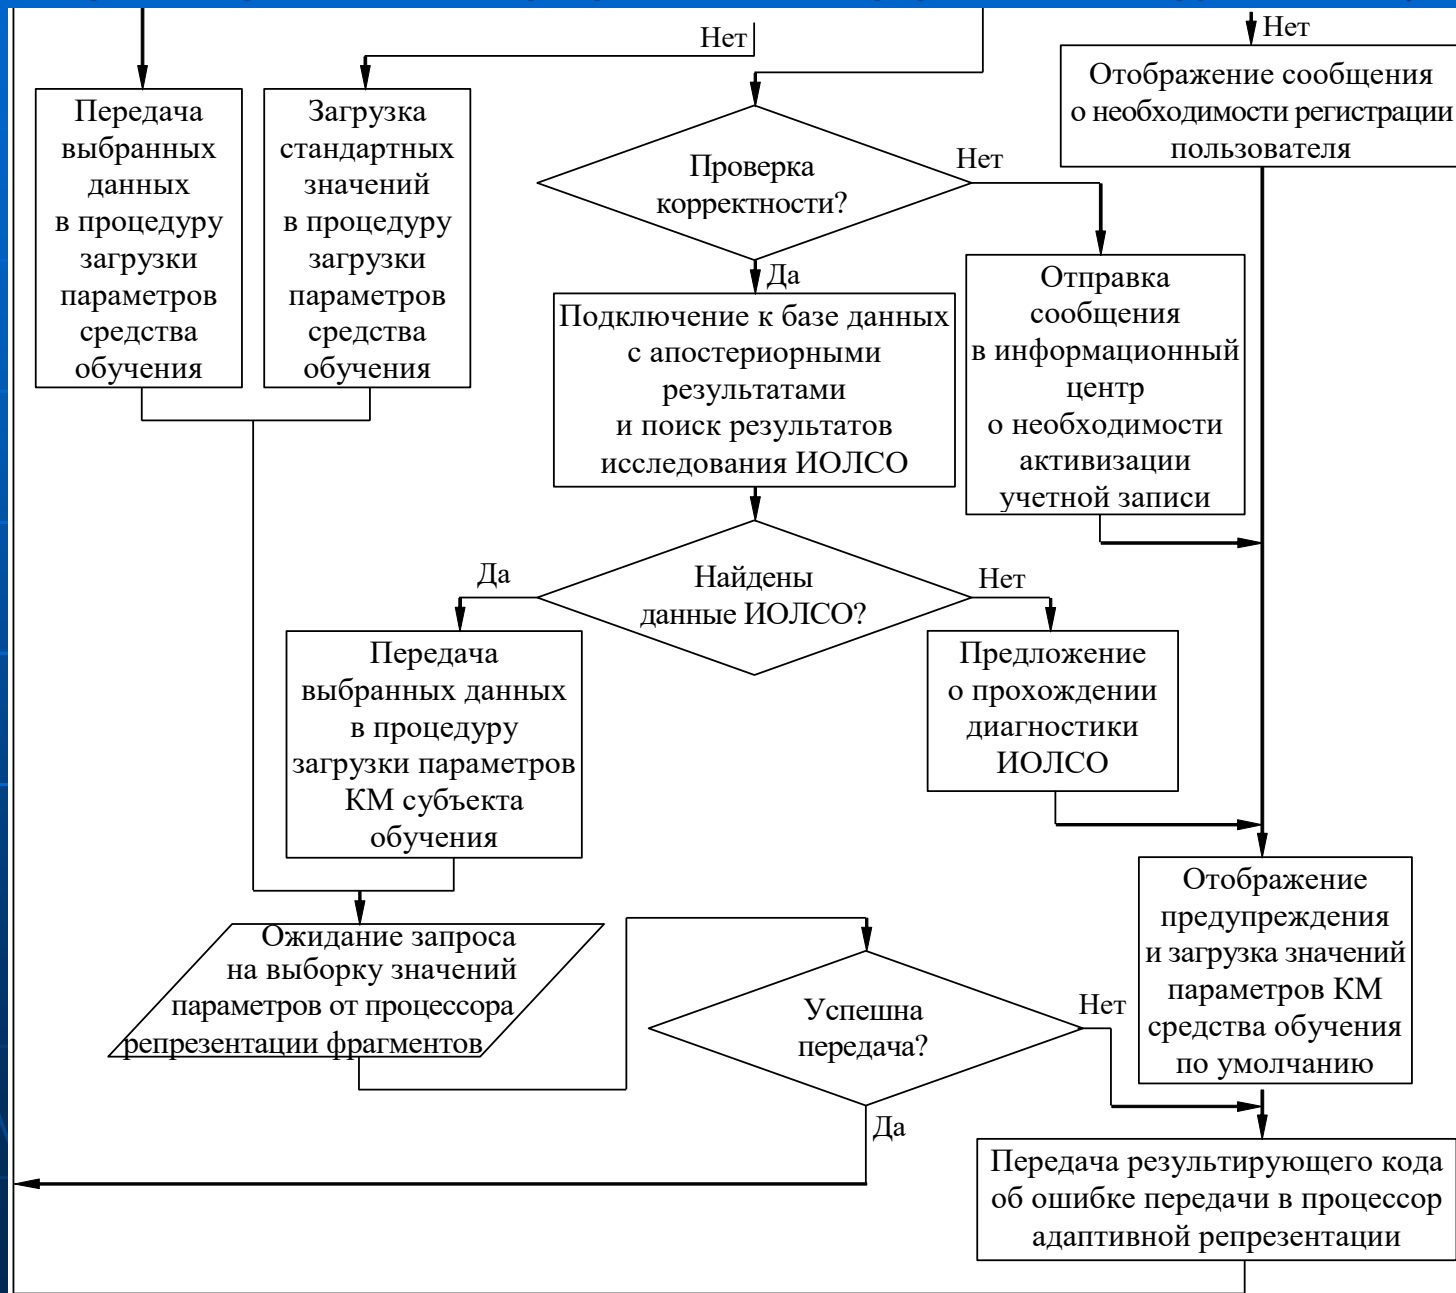 Нет
Нет
Передача
выбранных
данных
в процедуру
загрузки
параметров
средства
обучения
Загрузка
стандартных
значений
в процедуру
загрузки
параметров
средства
обучения
Проверка
корректности?
Нет
Да
Отображение сообщения
о необходимости регистрации
пользователя
Подключение к базе данных
с апостериорными
результатами
и поиск результатов
исследования ИОЛСО
Отправка
сообщения
в информационный
центр
о необходимости
активизации
учетной записи
Да
Найдены
данные ИОЛСО?
Нет
Передача
выбранных данных
в процедуру
загрузки параметров
КМ субъекта
обучения
Предложение
о прохождении
диагностики
ИОЛСО
Отображение
предупреждения
и загрузка значений
параметров КМ
средства обучения
по умолчанию
Ожидание запроса
на выборку значений
параметров от процессора
репрезентации фрагментов
Успешна
передача?
Нет
Да
Передача результирующего кода
об ошибке передачи в процессор
адаптивной репрезентации